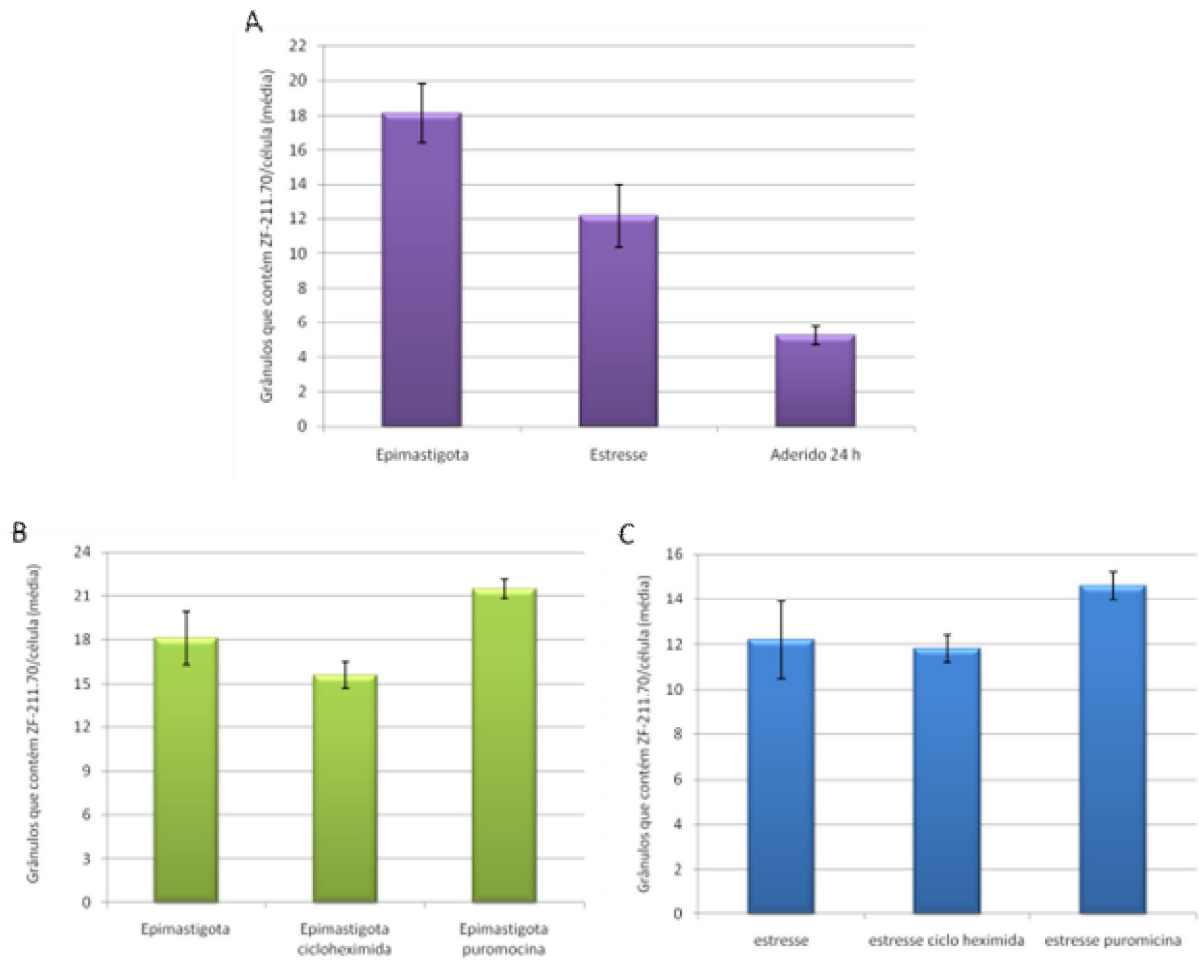 A
Grânulos que contém ZF-211.70/célula (média)
22
20
18
16
14
12
10
8
6
4
2
0
Epimastigota
Estresse
Aderido 24 h
B
Grânulos que contém ZF-211.70/célula (média)
24
21
18
15
12
9
6
3
0
Epimastigota
Epimastigota
cicloheximida
Epimastigota
puromocina
C
Grânulos que contém ZF-211.70/célula (média)
16
14
12
10
8
6
4
2
0
estresse
estresse ciclo heximida
estresse puromicina